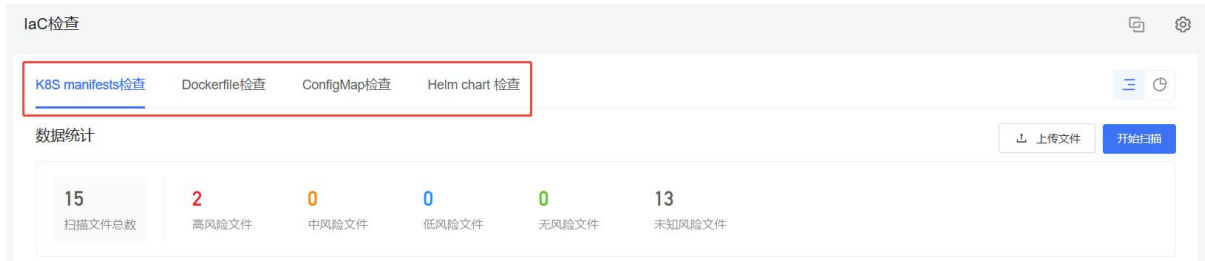 IaC检查
K8S manifests检查 Dockerfile检查 ConfigMap检查 Helm chart 检查
数据统计 上传文件 开始扫描
15 2 0 0 0 13
扫描文件总数 高风险文件 中风险文件 低风险文件 无风险文件 未知风险文件